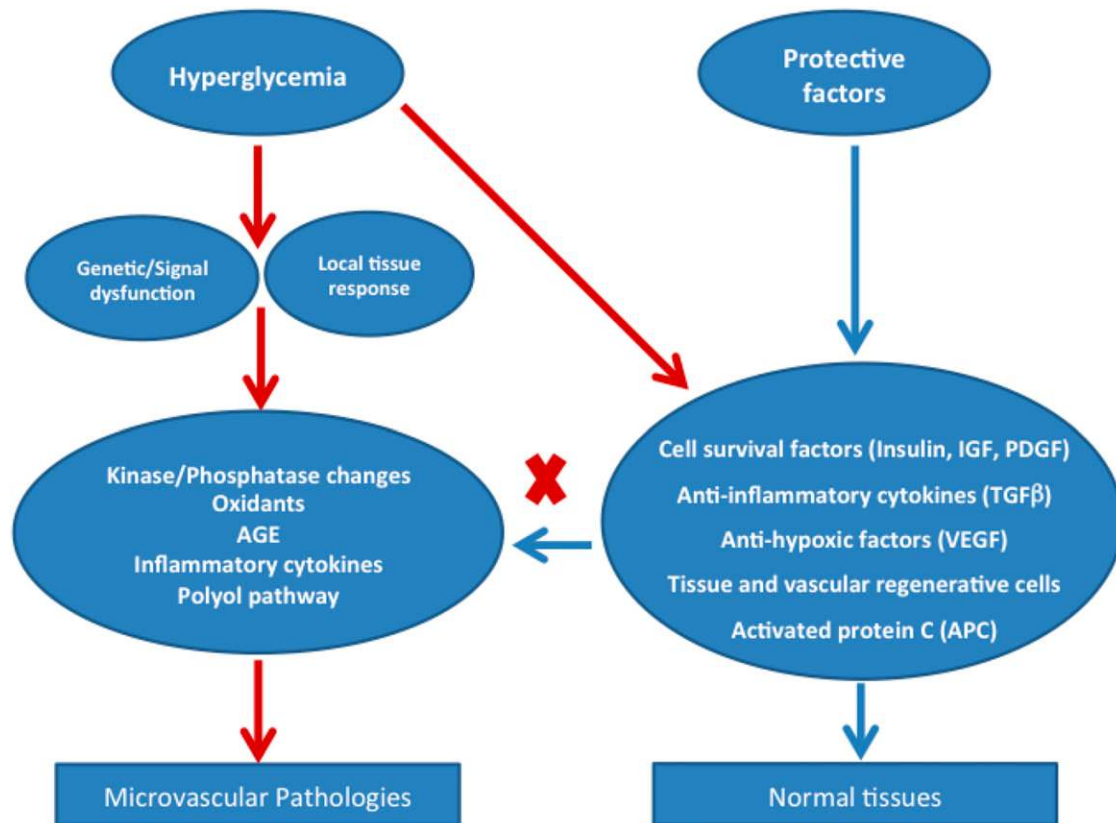 Hyperglycemia
Protective
factors
Genetic/Signal
dysfunction
Local tissue
response
Kinase/Phosphatase changes
Oxidants
AGE
Inflammatory cytokines
Polyol pathway
Cell survival factors (Insulin, IGF, PDGF)
Anti-inflammatory cytokines (TGFβ)
Anti-hypoxic factors (VEGF)
Tissue and vascular regenerative cells
Activated protein C (APC)
Microvascular Pathologies
Normal tissues